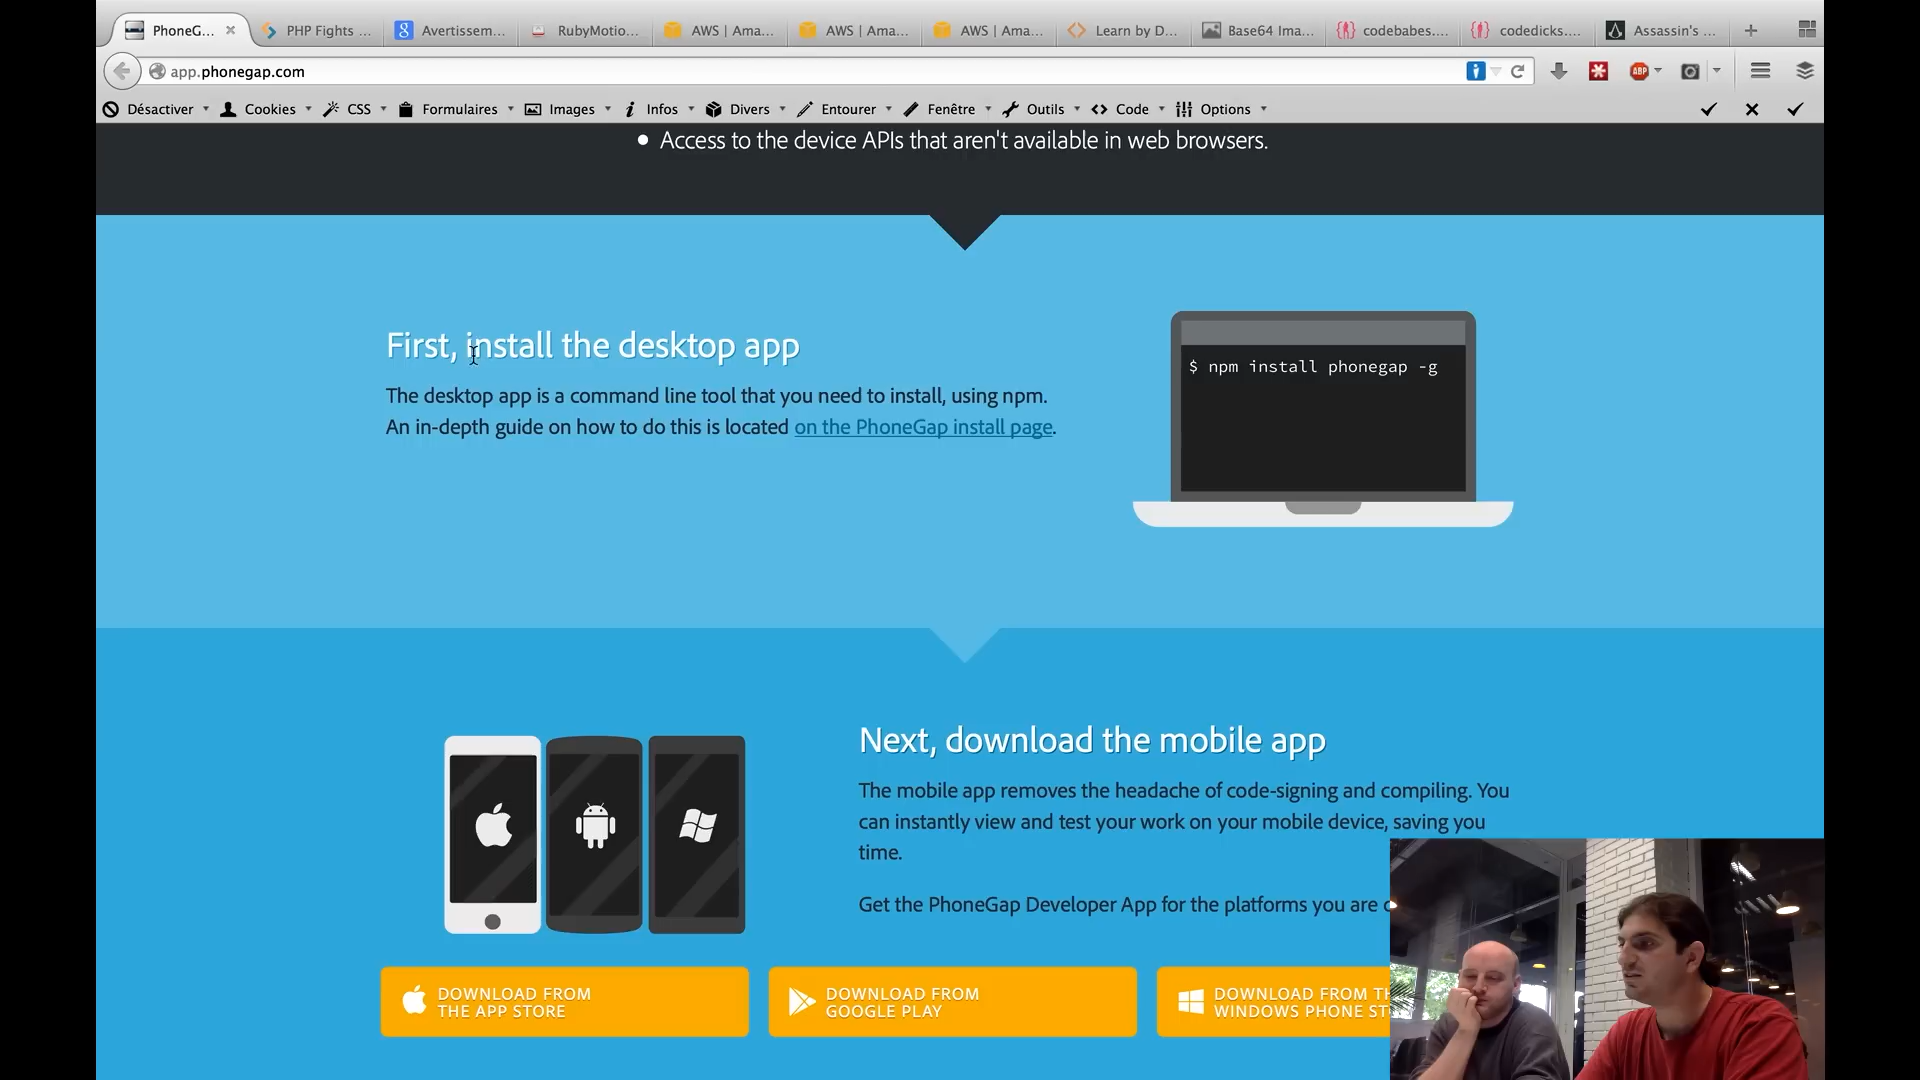 PhoneG...
PHP Fights ...
Avertissem...
RubyMotio...
AWS | Ama...
AWS | Ama...
AWS | Ama...
Learn by D...
Base64 Ima...
codebabes....
codedicks....
Assassin's ...
app.phonegap.com
ABP
Désactiver
Cookies
CSS
Formulaires
Images
Infos
Divers
Entourer
Fenêtre
Outils
Code
Options
Access to the device APIs that aren't available in web browsers.
First, install the desktop app
The desktop app is a command line tool that you need to install, using npm.
An in-depth guide on how to do this is located on the PhoneGap install page.
$ npm install phonegap -g
Next, download the mobile app
The mobile app removes the headache of code-signing and compiling. You
can instantly view and test your work on your mobile device, saving you
time.
Get the PhoneGap Developer App for the platforms you are
DOWNLOAD FROM
THE APP STORE
DOWNLOAD FROM
GOOGLE PLAY
DOWNLOAD FROM
WINDOWS PHONE